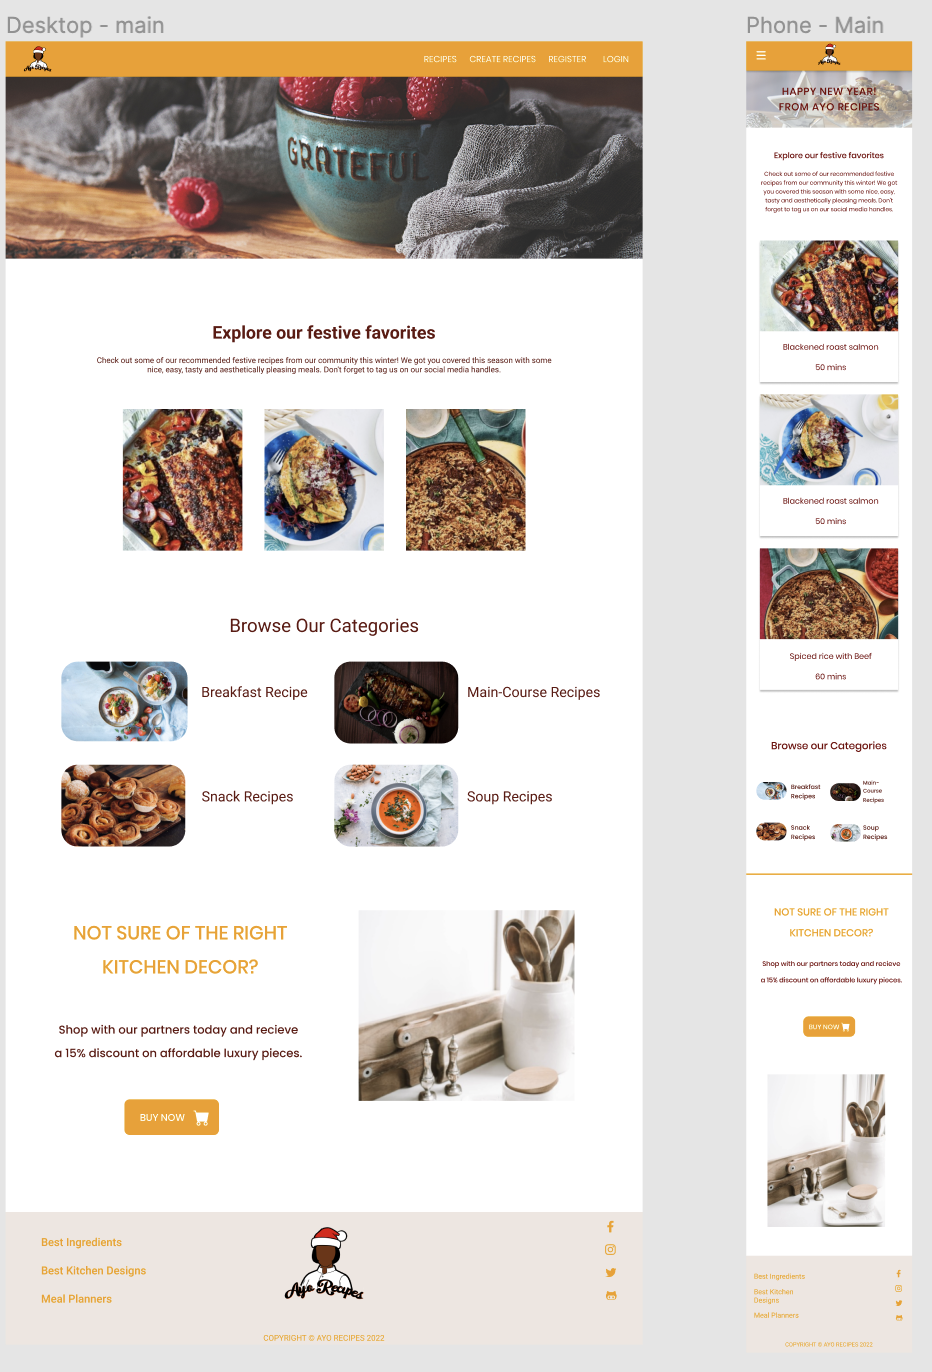 Desktop - main
Ayo Recipes
RECIPES CREATE RECIPES REGISTER LOGIN
GRATEFUL
Explore our festive favorites
Check out some of our recommended festive recipes from our community this winter! We got you covered this season with some
nice, easy, tasty and aesthetically pleasing meals. Don't forget to tag us on our social media handles.
Browse Our Categories
Breakfast Recipe
Main-Course Recipes
Snack Recipes
Soup Recipes
NOT SURE OF THE RIGHT
KITCHEN DECOR?
Shop with our partners today and recieve
a 15% discount on affordable luxury pieces.
BUY NOW
Best Ingredients
Best Kitchen Designs
Meal Planners
Ayo Recipes
COPYRIGHT © AYO RECIPES 2022
Phone - Main
Ayo Recipes
HAPPY NEW YEAR!
FROM AYO RECIPES
Explore our festive favorites
Check out some of our recommended festive
recipes from our community this winter! We got
you covered this season with some nice, easy,
tasty and aesthetically pleasing meals. Don't
forget to tag us on our social media handles.
Blackened roast salmon
50 mins
Blackened roast salmon
50 mins
Spiced rice with Beef
60 mins
Browse our Categories
Breakfast
Recipes
Main-
Course
Recipes
Snack
Recipes
Soup
Recipes
NOT SURE OF THE RIGHT
KITCHEN DECOR?
Shop with our partners today and recieve
a 15% discount on affordable luxury pieces.
BUY NOW
Best Ingredients
Best Kitchen
Designs
Meal Planners
COPYRIGHT © AYO RECIPES 2022